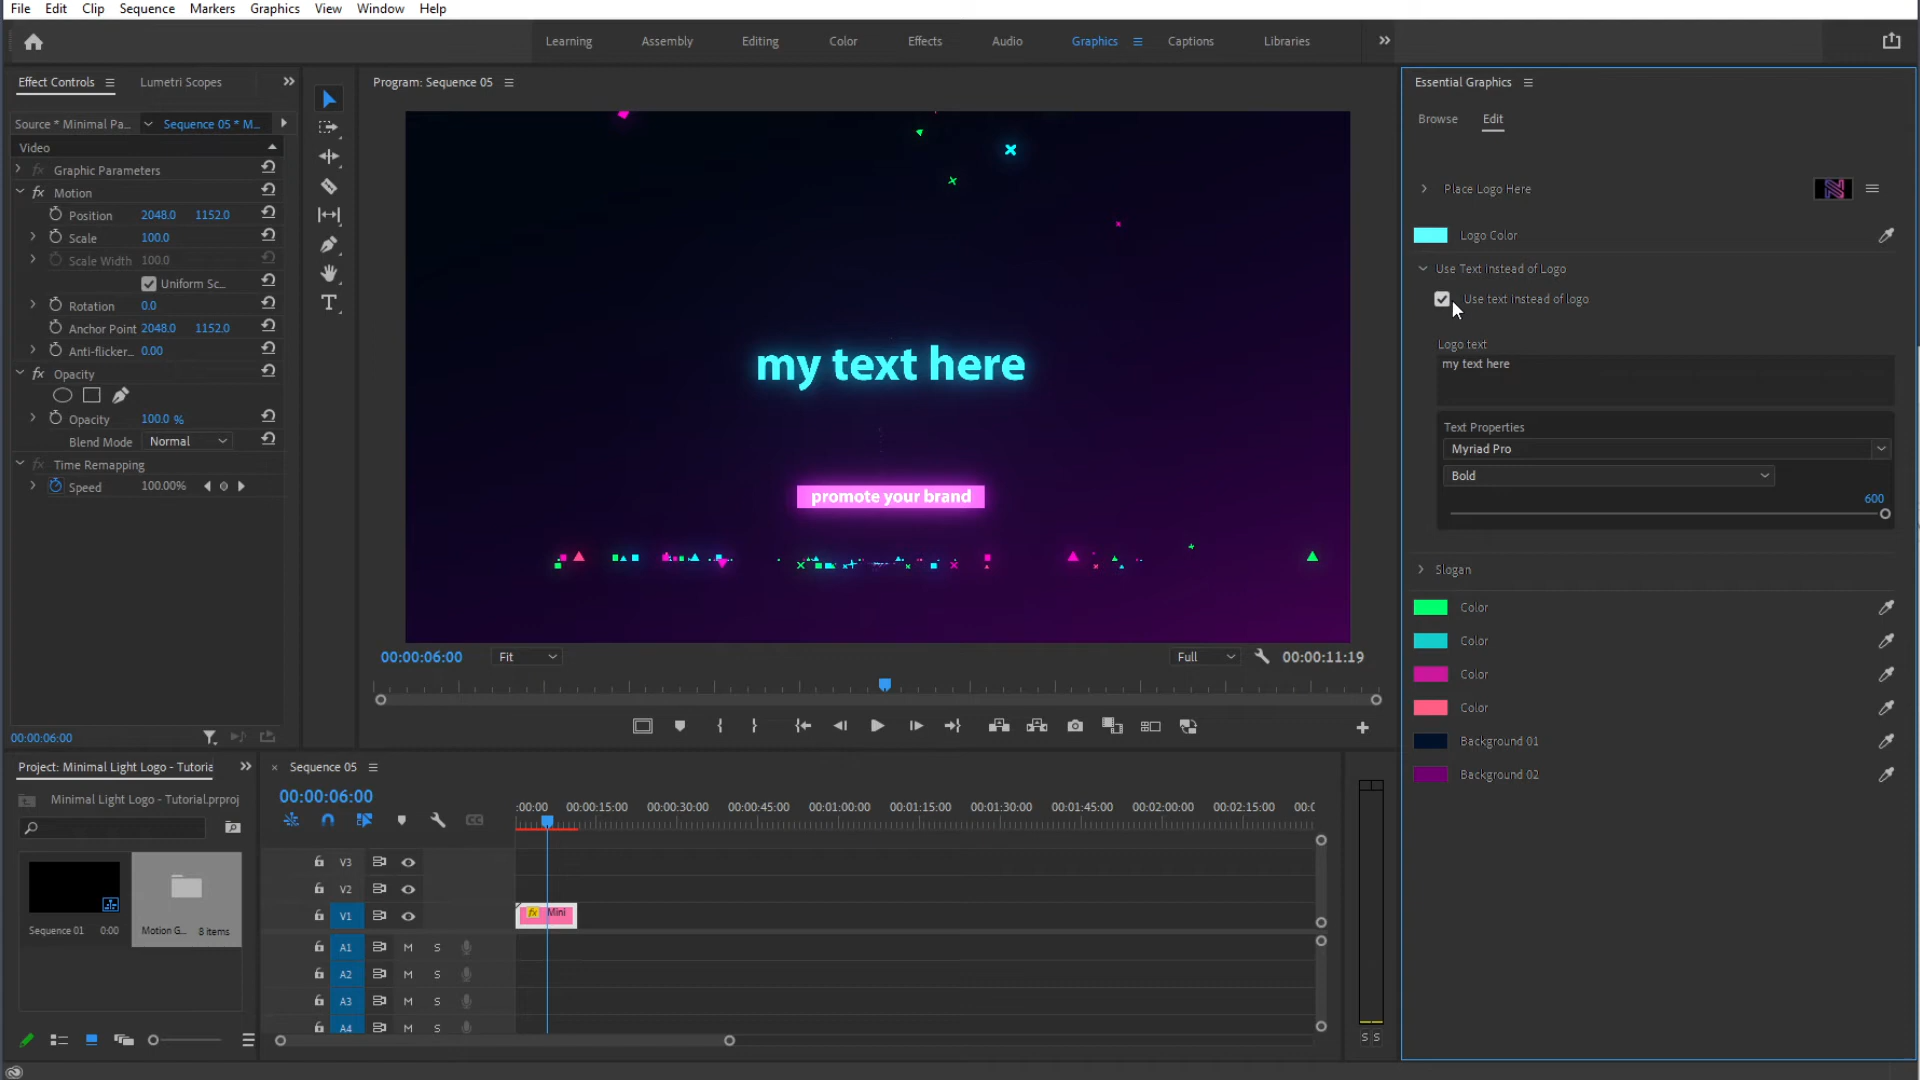 File Edit Clip Sequence Markers Graphics View Window Help
Learning Assembly Editing Color Effects Audio Graphics Captions Libraries
Effect Controls Lumetri Scopes
Source * Minimal Pa... Sequence 05 * M...
Video
fx Graphic Parameters
fx Motion
Position 2048.0 1152.0
Scale 100.0
Scale Width 100.0
Uniform Sc...
Rotation 0.0
Anchor Point 2048.0 1152.0
Anti-flicker... 0.00
fx Opacity
Opacity 100.0 %
Blend Mode Normal
fx Time Remapping
Speed 100.00%
00:00:06:00
Program: Sequence 05
my text here
promote your brand
00:00:06:00 Fit Full 00:00:11:19
Essential Graphics
Browse Edit
Place Logo Here
Logo Color
Use Text instead of Logo
Use text instead of logo
Logo text
my text here
Text Properties
Myriad Pro
Bold
600
Slogan
Color
Color
Color
Color
Background 01
Background 02
Project: Minimal Light Logo - Tutoria
Minimal Light Logo - Tutorial.prproj
Sequence 01 0:00
Motion G... 8 items
Sequence 05
00:00:06:00
:00:00 00:00:15:00 00:00:30:00 00:00:45:00 00:01:00:00 00:01:15:00 00:01:30:00 00:01:45:00 00:02:00:00 00:02:15:00 00:0
V3
V2
V1
fx Mini
A1 M S
A2 M S
A3 M S
A4 M S
S S